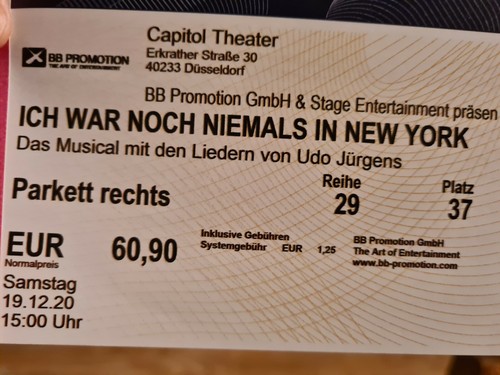 Capitol Theater
Erkrather Straße 30
40233 Düsseldorf
BB PROMOTION
THE ART OF ENTERTAINMENT
BB Promotion GmbH & Stage Entertainment präsen
ICH WAR NOCH NIEMALS IN NEW YORK
Das Musical mit den Liedern von Udo Jürgens
Parkett rechts
Reihe
29
Platz
37
EUR 60,90
Normalpreis
Inklusive Gebühren
Systemgebühr EUR 1,25
BB Promotion GmbH
The Art of Entertainment
www.bb-promotion.com
Samstag
19.12.20
15:00 Uhr